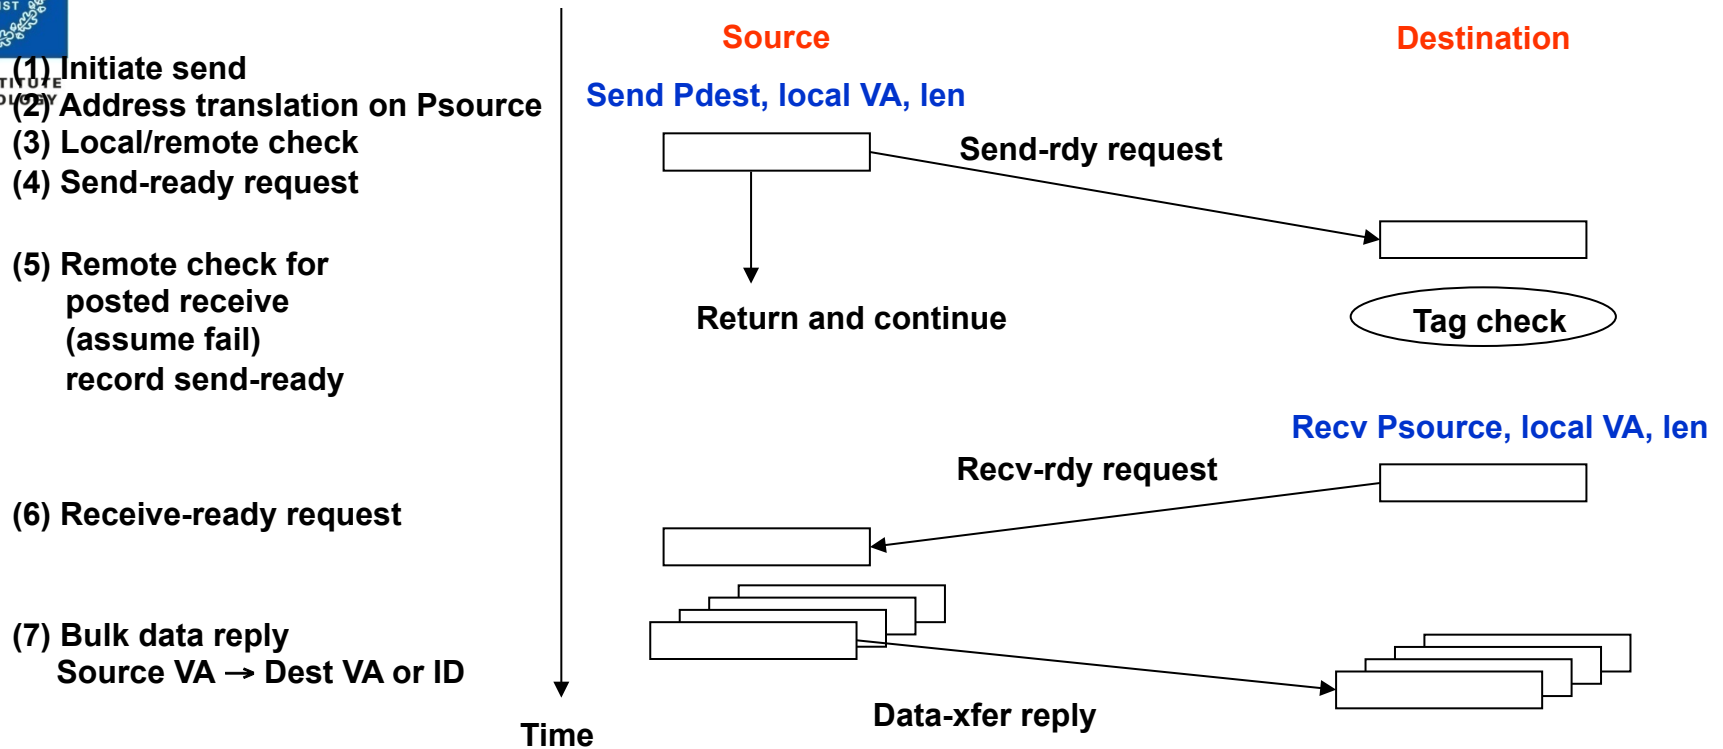 IST
TITUTE
OLOGY
(1) Initiate send
(2) Address translation on Psource
(3) Local/remote check
(4) Send-ready request
(5) Remote check for
posted receive
(assume fail)
record send-ready
(6) Receive-ready request
(7) Bulk data reply
Source VA → Dest VA or ID
Time
Source
Destination
Send Pdest, local VA, len
Send-rdy request
Return and continue
Tag check
Recv Psource, local VA, len
Recv-rdy request
Data-xfer reply